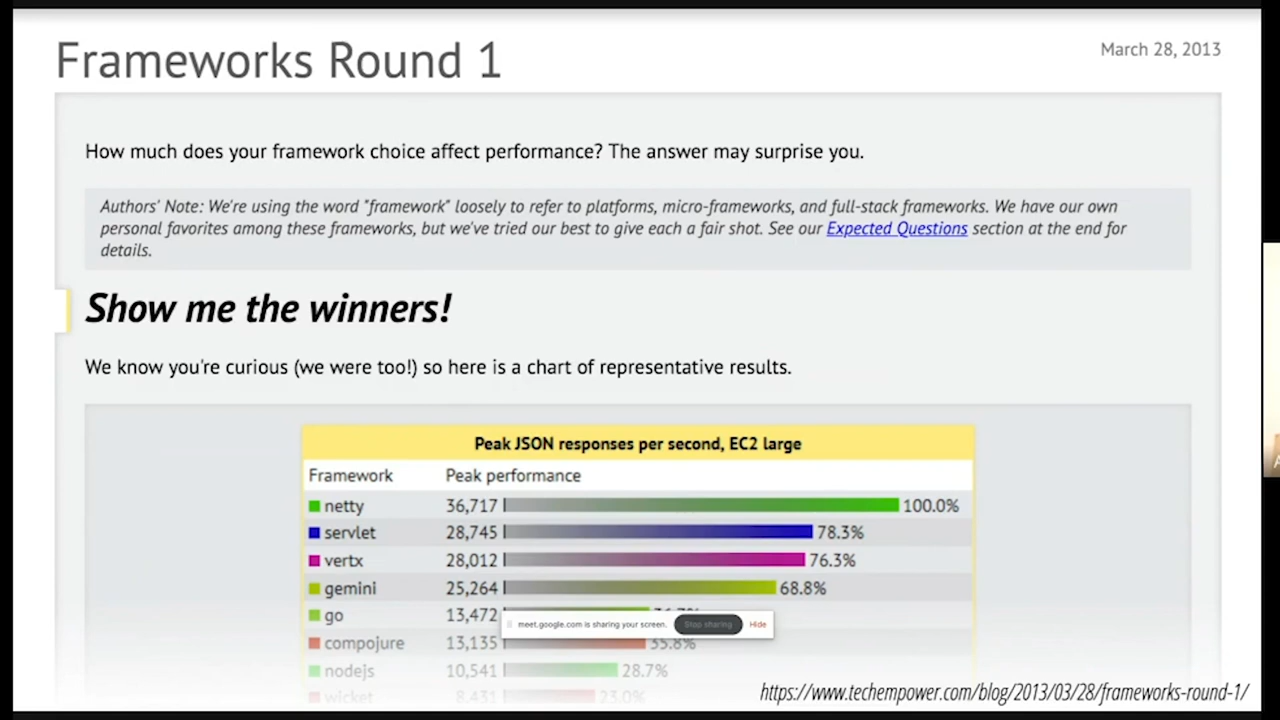 Frameworks Round 1
March 28, 2013
How much does your framework choice affect performance? The answer may surprise you.
Authors' Note: We're using the word "framework" loosely to refer to platforms, micro-frameworks, and full-stack frameworks. We have our own
personal favorites among these frameworks, but we've tried our best to give each a fair shot. See our Expected Questions section at the end for
details.
Show me the winners!
We know you're curious (we were too!) so here is a chart of representative results.
Peak JSON responses per second, EC2 large
Framework Peak performance
netty 36,717 100.0%
servlet 28,745 78.3%
vertx 28,012 76.3%
gemini 25,264 68.8%
go 13,472
meet.google.com is sharing your screen. Stop sharing Hide
compojure 13,135 35.8%
nodejs 10,541 28.7%
wicket 8,431 23.0%
https://www.techempower.com/blog/2013/03/28/frameworks-round-1/